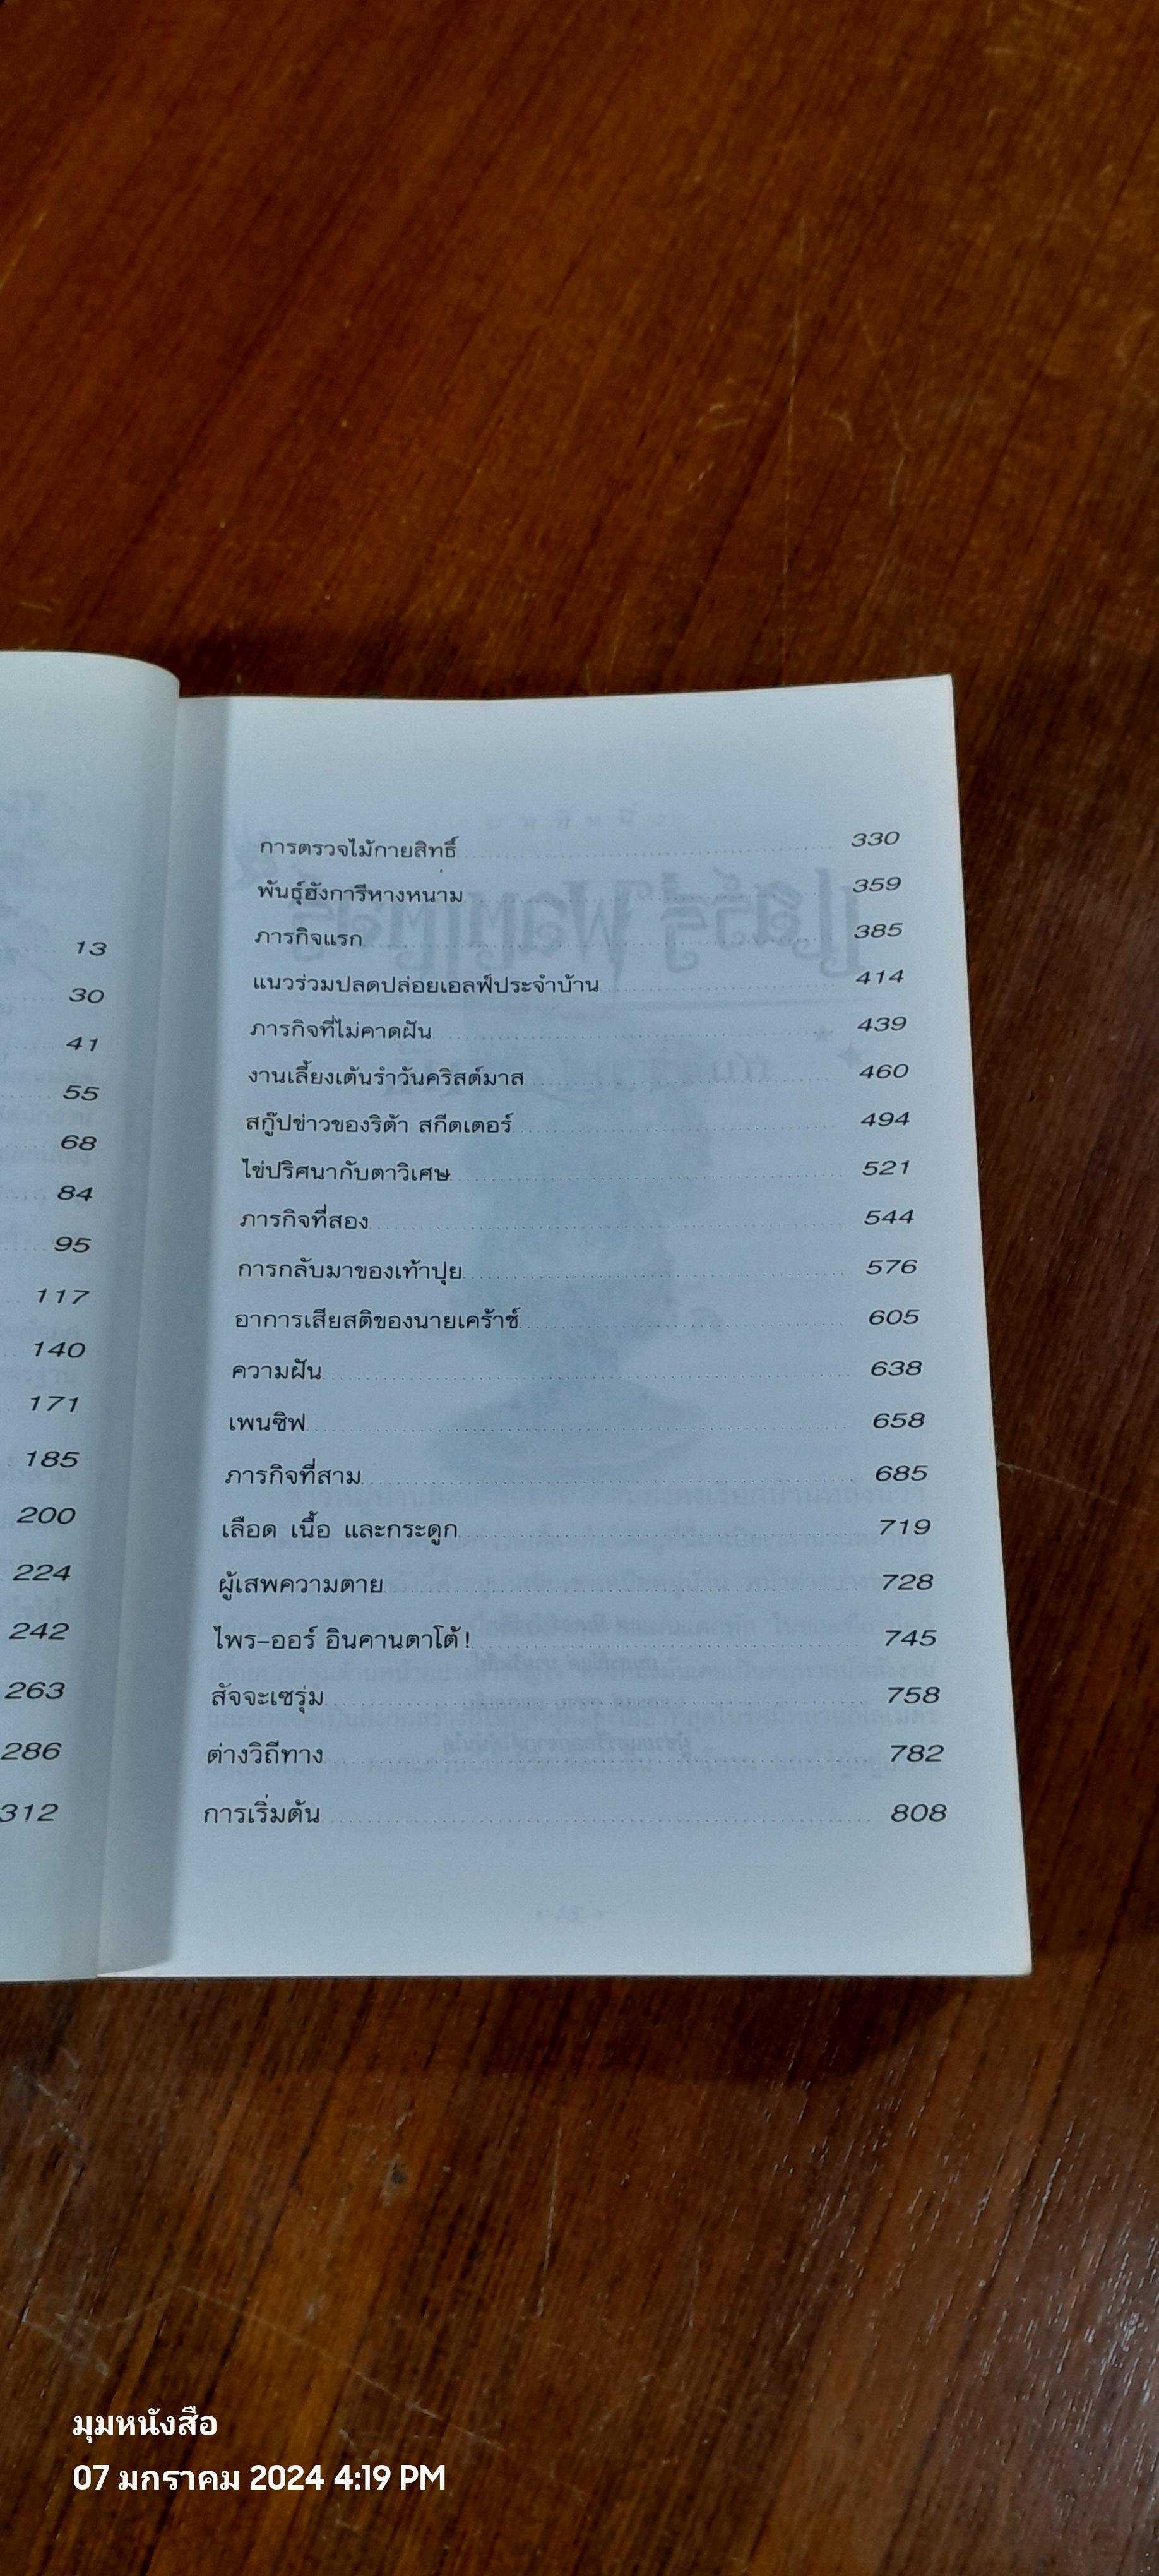 13
30
41
55
68
84
95
117
140
171
185
200
224
242
263
286
312
การตรวจไม้กายสิทธิ์ 330
พันธุ์ฮังการีหางหนาม 359
ภารกิจแรก 385
แนวร่วมปลดปล่อยเอลฟ์ประจำบ้าน 414
ภารกิจที่ไม่คาดฝัน 439
งานเลี้ยงเต้นรำวันคริสต์มาส 460
สกู๊ปข่าวของริต้า สกีตเตอร์ 494
ไข่ปริศนากับตาวิเศษ 521
ภารกิจที่สอง 544
การกลับมาของเท้าปุย 576
อาการเสียสติของนายเคร้าช์ 605
ความฝัน 638
เพนซิฟ 658
ภารกิจที่สาม 685
เลือด เนื้อ และกระดูก 719
ผู้เสพความตาย 728
ไพร-ออร์ อินคานตาโต้! 745
สัจจะเซรุ่ม 758
ต่างวิถีทาง 782
การเริ่มต้น 808
มุมหนังสือ
07 มกราคม 2024 4:19 PM